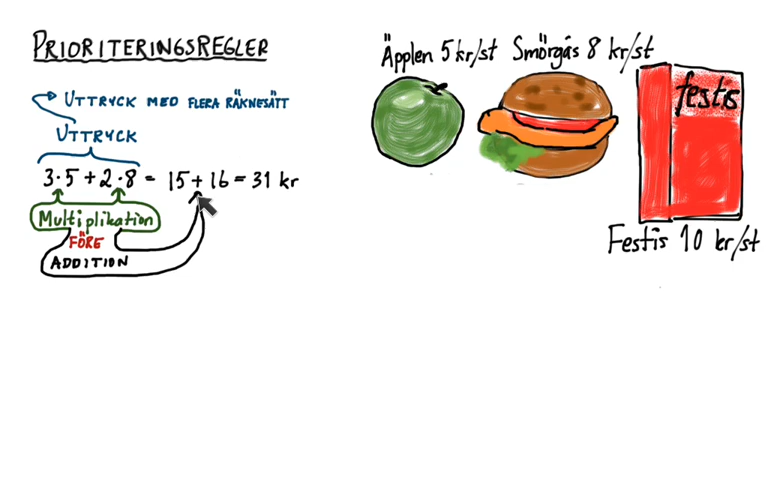 PRIORITERINGSREGLER
UTTRYCK MED FLERA RÄKNESÄTT
UTTRYCK
3·5 + 2·8 = 15 + 16 = 31 kr
Multiplikation
FÖRE
ADDITION
Äpplen 5 kr/st Smörgås 8 kr/st
festis
Festis 10 kr/st